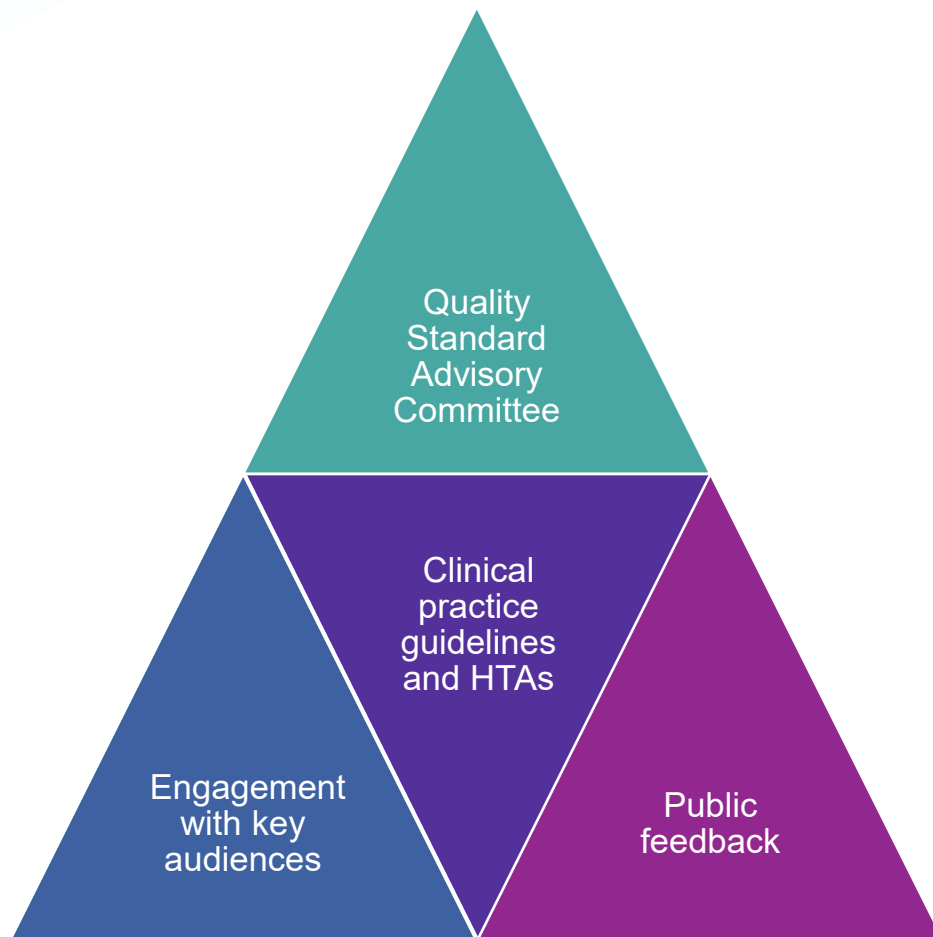 Quality
Standard
Advisory
Committee
Clinical
practice
guidelines
and HTAs
Engagement
with key
audiences
Public
feedback